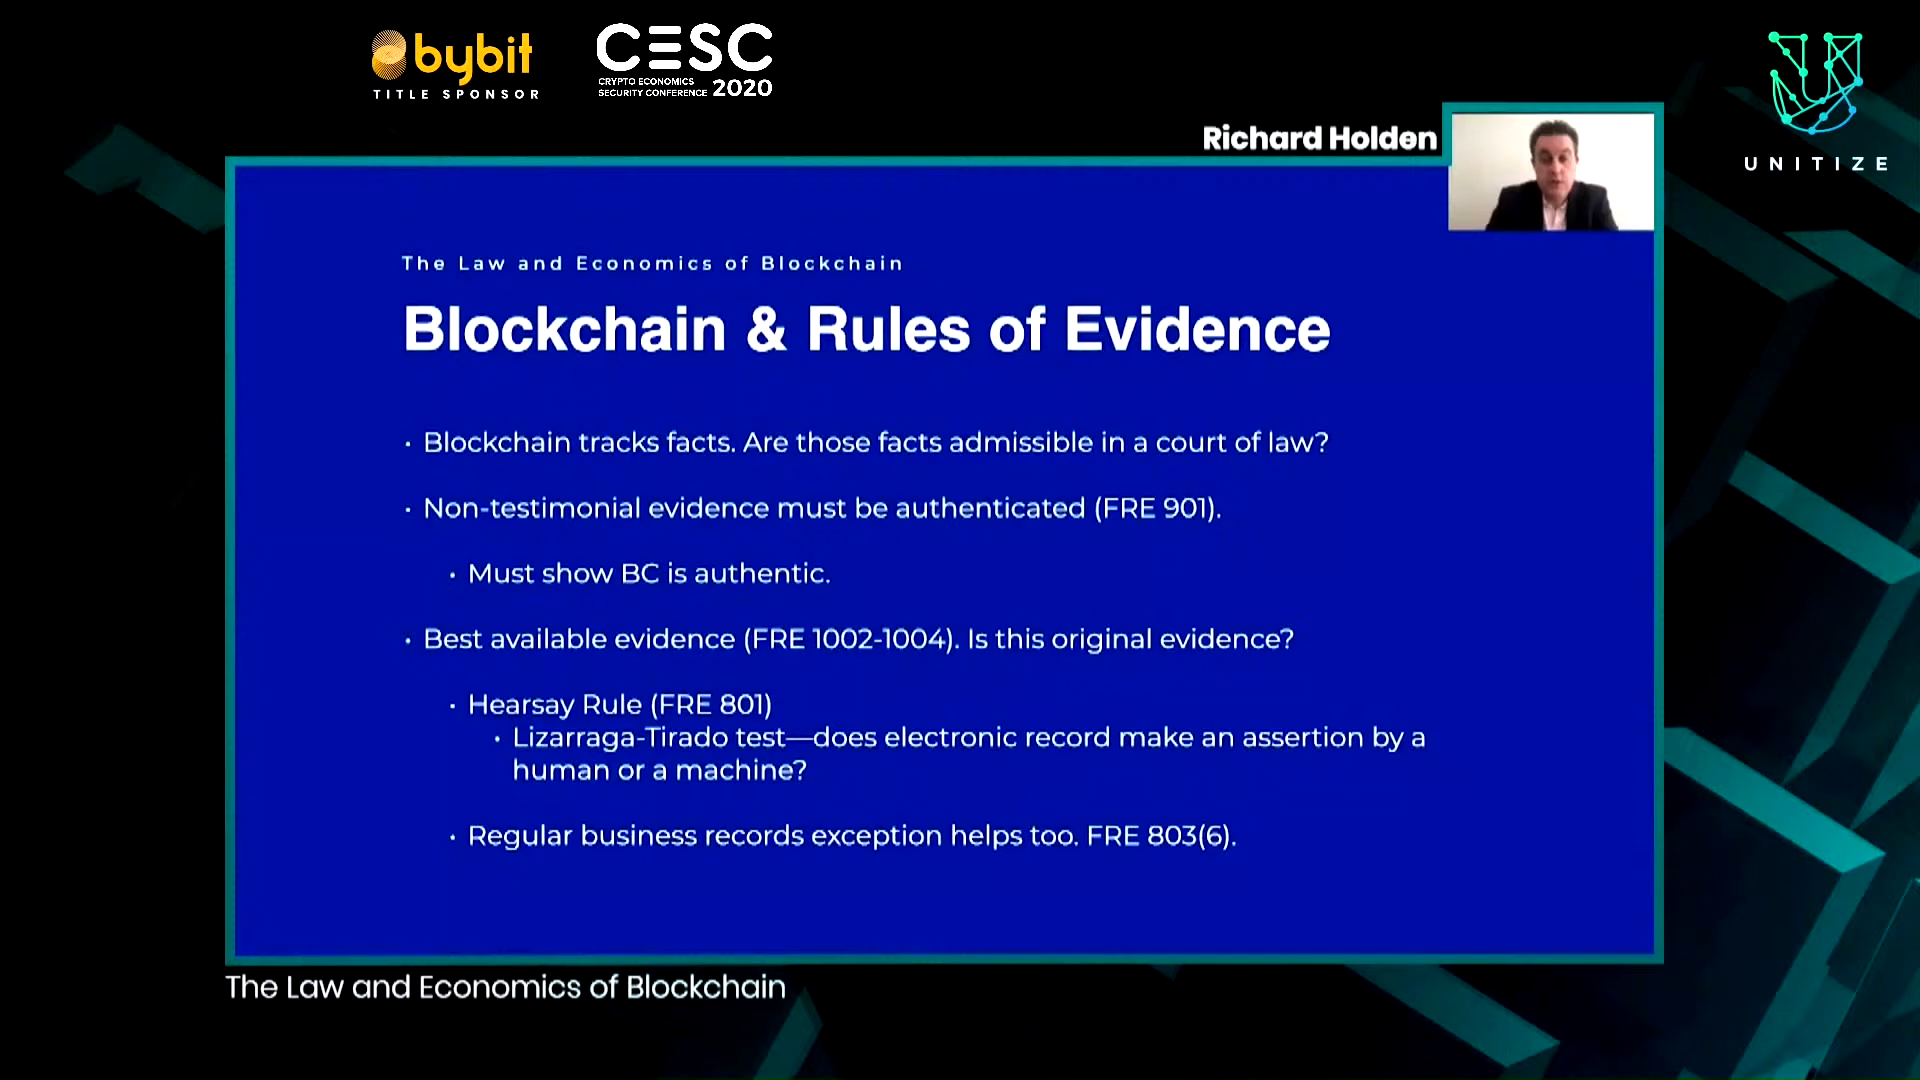 bybit
TITLE SPONSOR
CESC
CRYPTO ECONOMICS
SECURITY CONFERENCE 2020
UNITIZE
Richard Holden
The Law and Economics of Blockchain
Blockchain & Rules of Evidence
· Blockchain tracks facts. Are those facts admissible in a court of law?
· Non-testimonial evidence must be authenticated (FRE 901).
· Must show BC is authentic.
· Best available evidence (FRE 1002-1004). Is this original evidence?
· Hearsay Rule (FRE 801)
· Lizarraga-Tirado test—does electronic record make an assertion by a
human or a machine?
· Regular business records exception helps too. FRE 803(6).
The Law and Economics of Blockchain